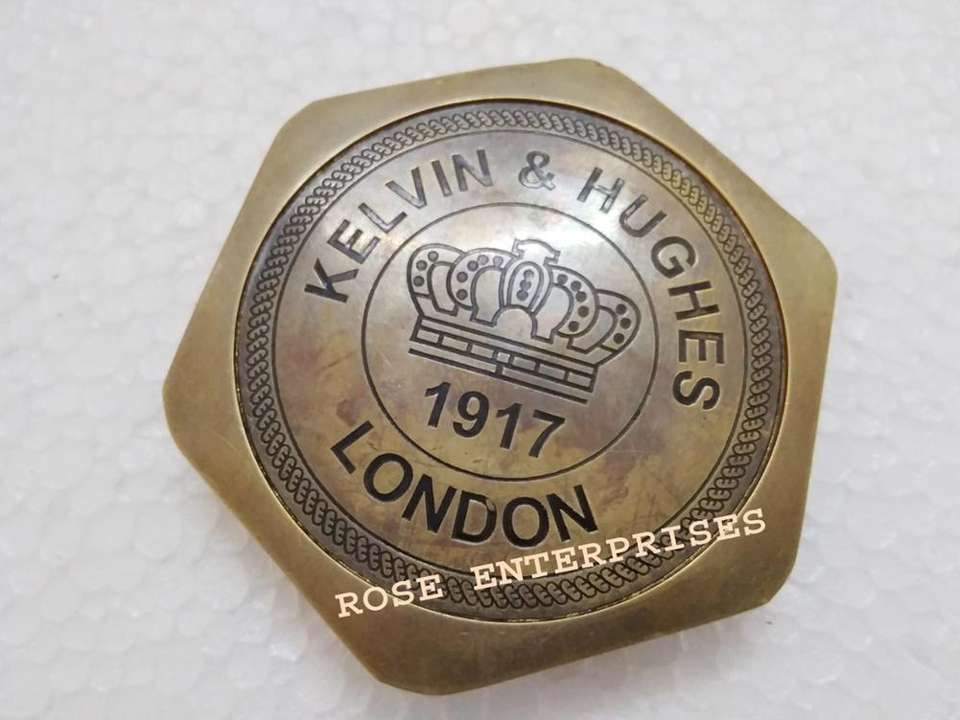 KELVIN & HUGHES
1917
LONDON
ROSE ENTERPRISES